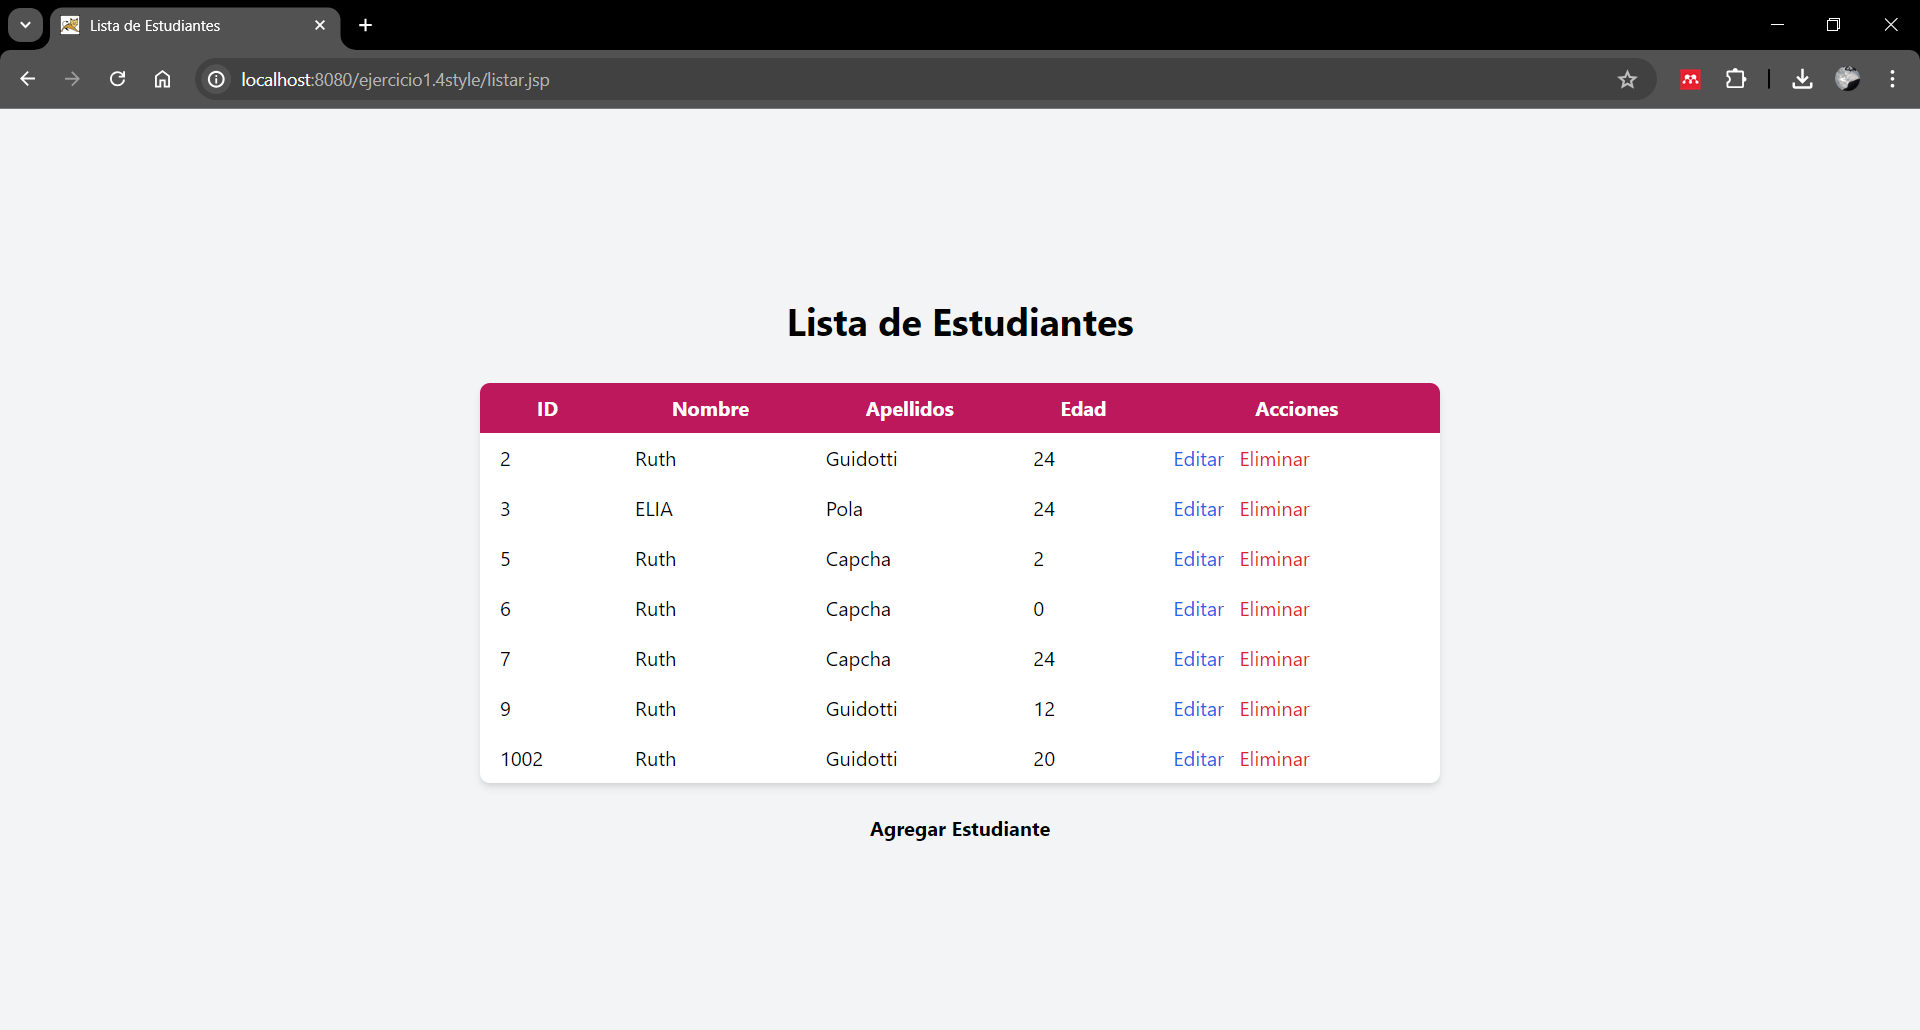 Lista de Estudiantes
localhost:8080/ejercicio1.4style/listar.jsp
Lista de Estudiantes
ID Nombre Apellidos Edad Acciones
2 Ruth Guidotti 24 Editar Eliminar
3 ELIA Pola 24 Editar Eliminar
5 Ruth Capcha 2 Editar Eliminar
6 Ruth Capcha 0 Editar Eliminar
7 Ruth Capcha 24 Editar Eliminar
9 Ruth Guidotti 12 Editar Eliminar
1002 Ruth Guidotti 20 Editar Eliminar
Agregar Estudiante